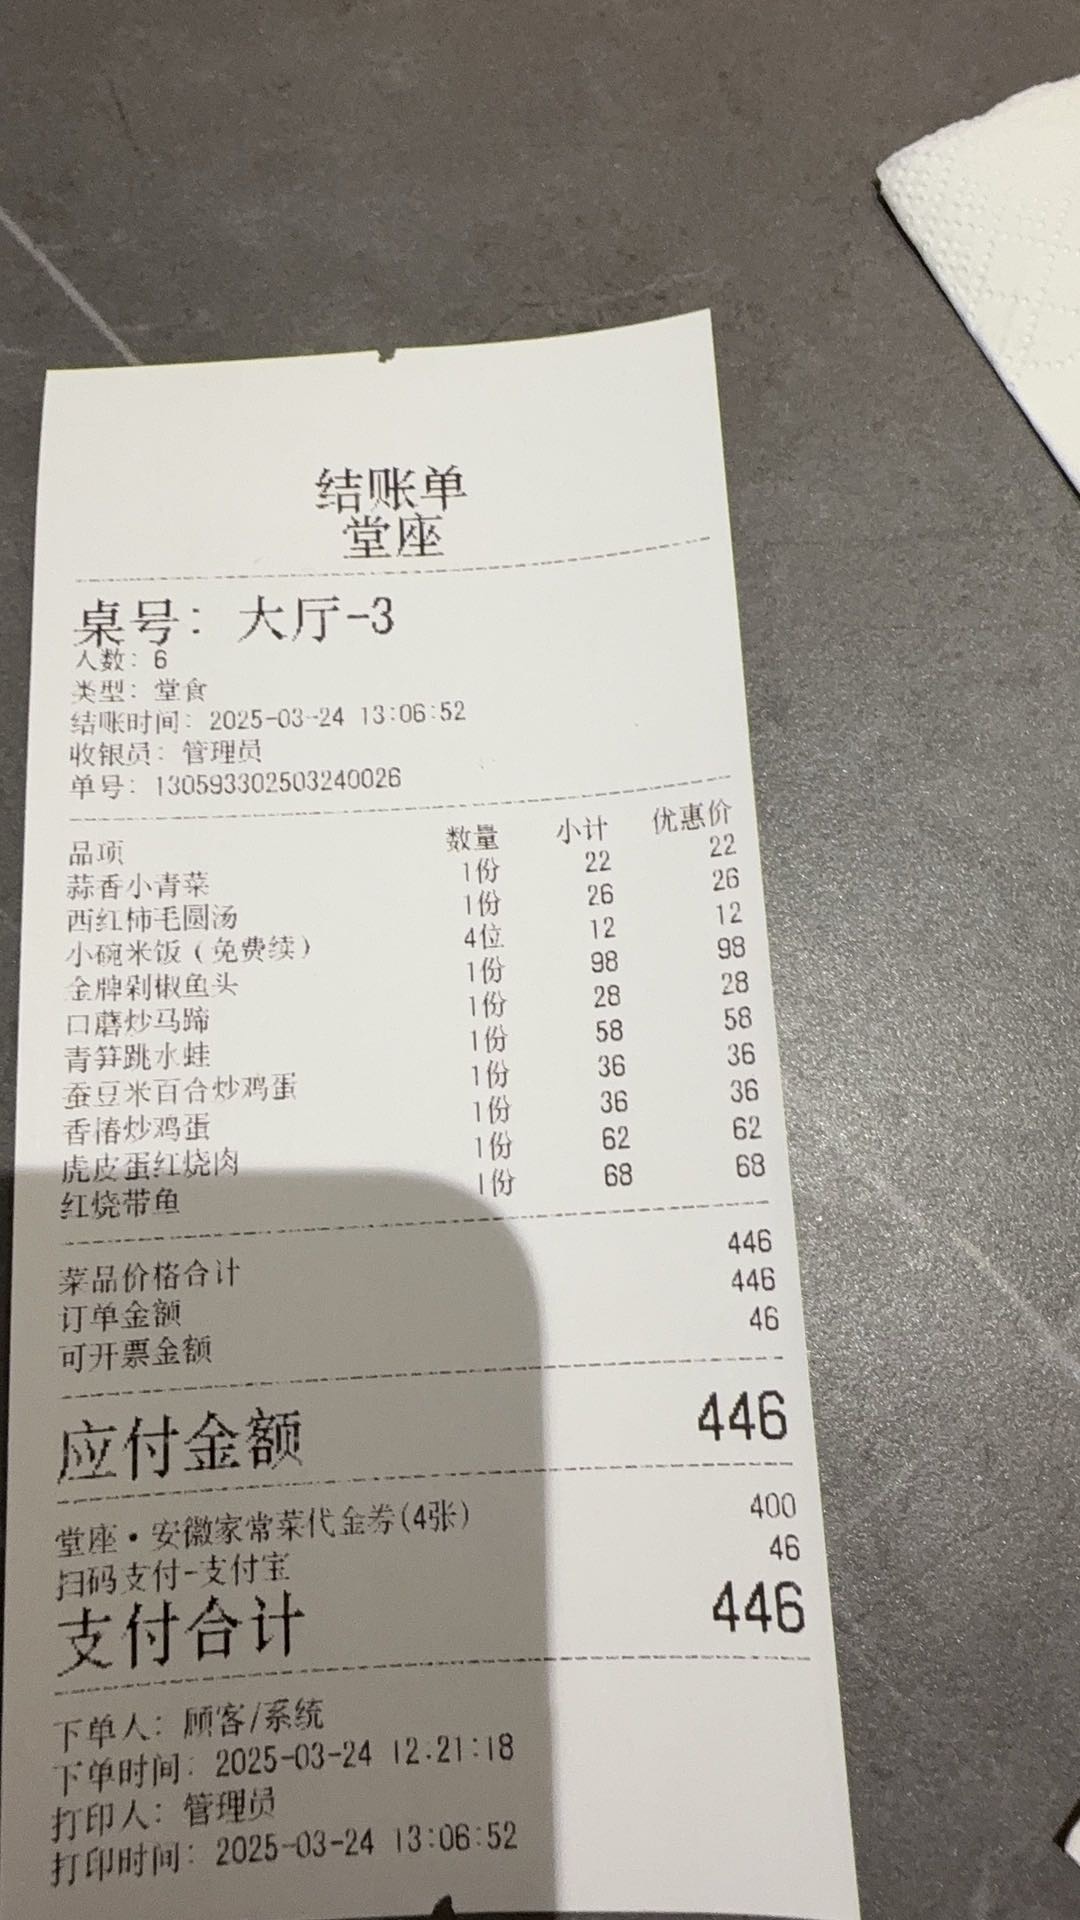 结账单
堂座
桌号: 大厅-3
人数: 6
类型: 堂食
结账时间: 2025-03-24 13:06:52
收银员: 管理员
单号: 130593302503240026
品项 数量 小计 优惠价
蒜香小青菜 1份 22 22
西红柿毛圆汤 1份 26 26
小碗米饭(免费续) 4位 12 12
金牌剁椒鱼头 1份 98 98
口蘑炒马蹄 1份 28 28
青笋跳水蛙 1份 58 58
蚕豆米百合炒鸡蛋 1份 36 36
香椿炒鸡蛋 1份 36 36
虎皮蛋红烧肉 1份 62 62
红烧带鱼 1份 68 68
菜品价格合计 446
订单金额 446
可开票金额 46
应付金额 446
堂座·安徽家常菜代金券(4张) 400
扫码支付-支付宝 46
支付合计 446
下单人: 顾客/系统
下单时间: 2025-03-24 12:21:18
打印人: 管理员
打印时间: 2025-03-24 13:06:52